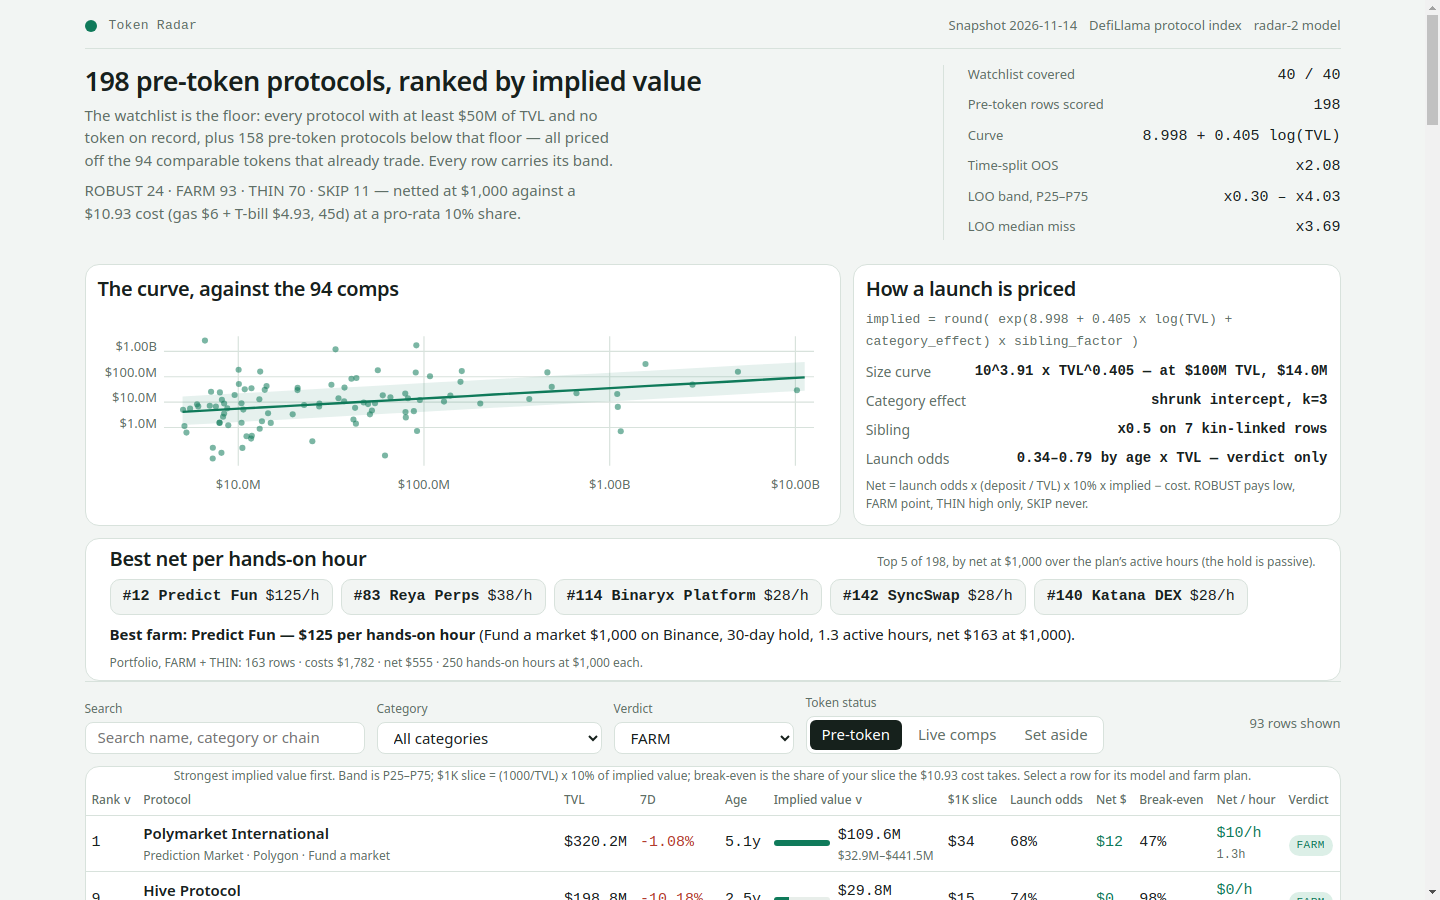 Token Radar
Snapshot 2026-11-14 DefiLlama protocol index radar-2 model
198 pre-token protocols, ranked by implied value
The watchlist is the floor: every protocol with at least $50M of TVL and no
token on record, plus 158 pre-token protocols below that floor — all priced
off the 94 comparable tokens that already trade. Every row carries its band.
ROBUST 24 · FARM 93 · THIN 70 · SKIP 11 — netted at $1,000 against a
$10.93 cost (gas $6 + T-bill $4.93, 45d) at a pro-rata 10% share.
Watchlist covered 40 / 40
Pre-token rows scored 198
Curve 8.998 + 0.405 log(TVL)
Time-split OOS x2.08
LOO band, P25–P75 x0.30 – x4.03
LOO median miss x3.69
The curve, against the 94 comps
$1.00B
$100.0M
$10.0M
$1.0M
$10.0M $100.0M $1.00B $10.00B
How a launch is priced
implied = round( exp(8.998 + 0.405 x log(TVL) +
category_effect) x sibling_factor )
Size curve 10^3.91 x TVL^0.405 — at $100M TVL, $14.0M
Category effect shrunk intercept, k=3
Sibling x0.5 on 7 kin-linked rows
Launch odds 0.34–0.79 by age x TVL — verdict only
Net = launch odds x (deposit / TVL) x 10% x implied − cost. ROBUST pays low,
FARM point, THIN high only, SKIP never.
Best net per hands-on hour
Top 5 of 198, by net at $1,000 over the plan's active hours (the hold is passive).
#12 Predict Fun $125/h #83 Reya Perps $38/h #114 Binaryx Platform $28/h #142 SyncSwap $28/h #140 Katana DEX $28/h
Best farm: Predict Fun — $125 per hands-on hour (Fund a market $1,000 on Binance, 30-day hold, 1.3 active hours, net $163 at $1,000).
Portfolio, FARM + THIN: 163 rows · costs $1,782 · net $555 · 250 hands-on hours at $1,000 each.
Search Category Verdict Token status
Search name, category or chain All categories FARM Pre-token Live comps Set aside 93 rows shown
Strongest implied value first. Band is P25–P75; $1K slice = (1000/TVL) x 10% of implied value; break-even is the share of your slice the $10.93 cost takes. Select a row for its model and farm plan.
Rank v Protocol TVL 7D Age Implied value v $1K slice Launch odds Net $ Break-even Net / hour Verdict
1 Polymarket International $320.2M -1.08% 5.1y $109.6M $34 68% $12 47% $10/h FARM
Prediction Market · Polygon · Fund a market $32.9M–$441.5M 1.3h
9 Hive Protocol $198.8M -10.18% 2.5y $29.8M $15 74% $0 98% $0/h FARM